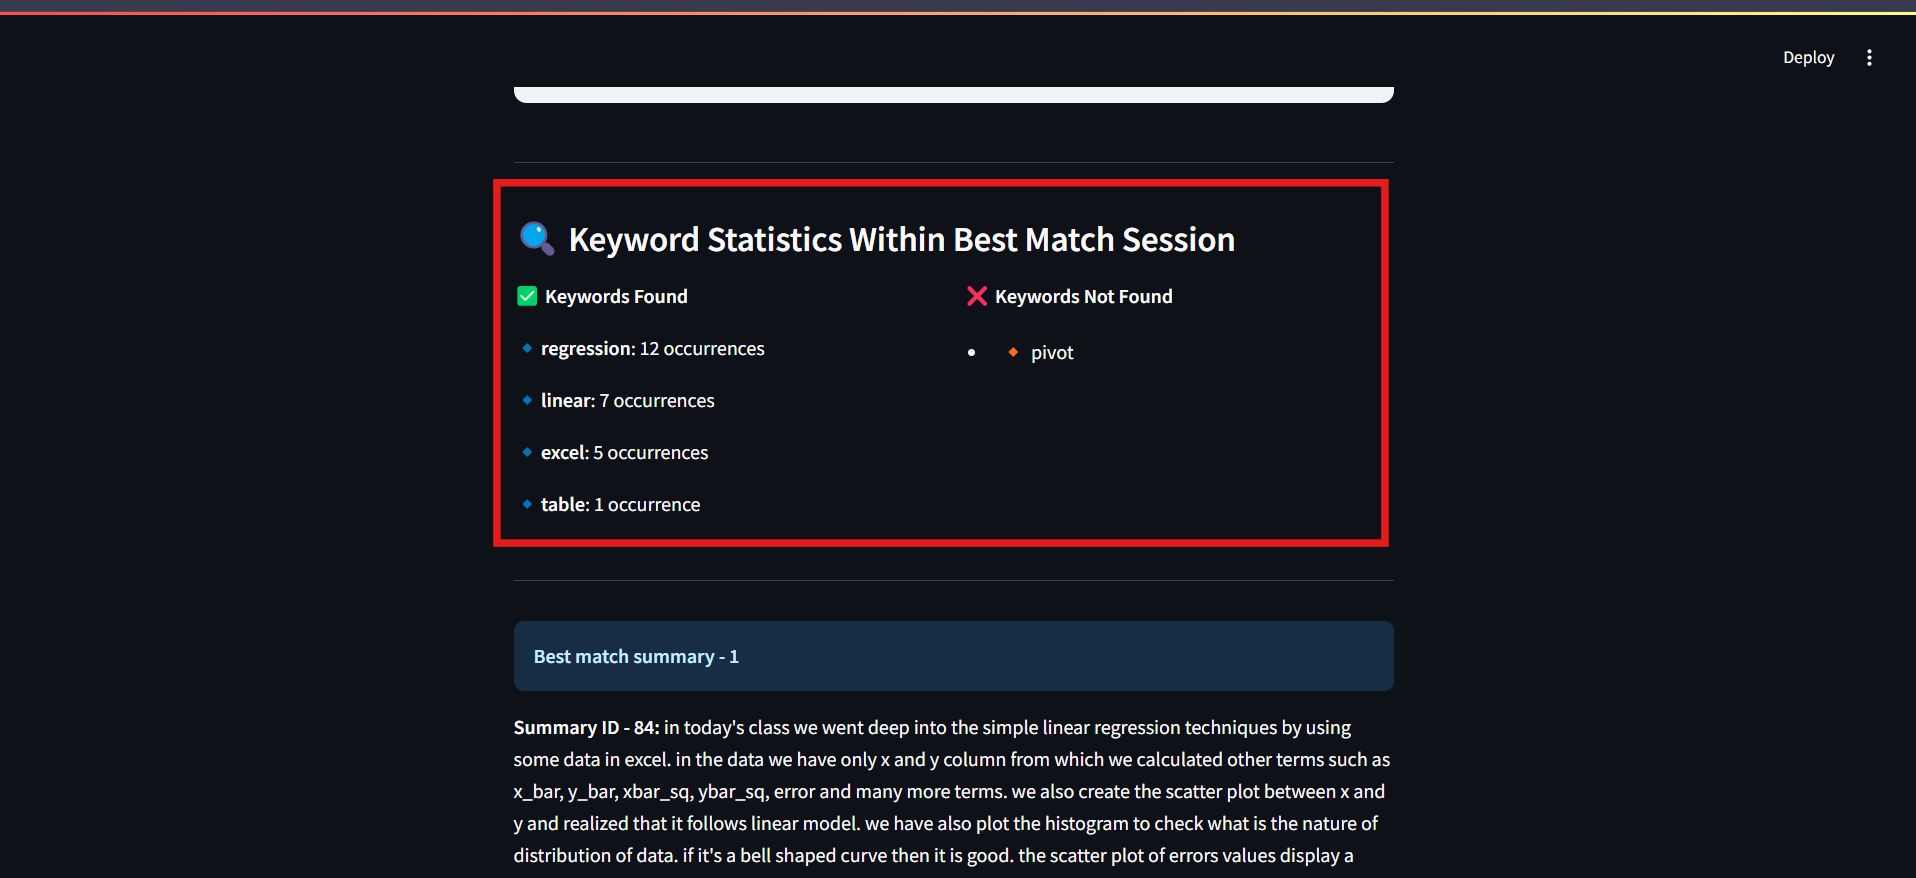 Deploy
Keyword Statistics Within Best Match Session
Keywords Found
regression: 12 occurrences
linear: 7 occurrences
excel: 5 occurrences
table: 1 occurrence
Keywords Not Found
pivot
Best match summary - 1
Summary ID - 84: in today's class we went deep into the simple linear regression techniques by using
some data in excel. in the data we have only x and y column from which we calculated other terms such as
x_bar, y_bar, xbar_sq, ybar_sq, error and many more terms. we also create the scatter plot between x and
y and realized that it follows linear model. we have also plot the histogram to check what is the nature of
distribution of data. if it's a bell shaped curve then it is good. the scatter plot of errors values display a